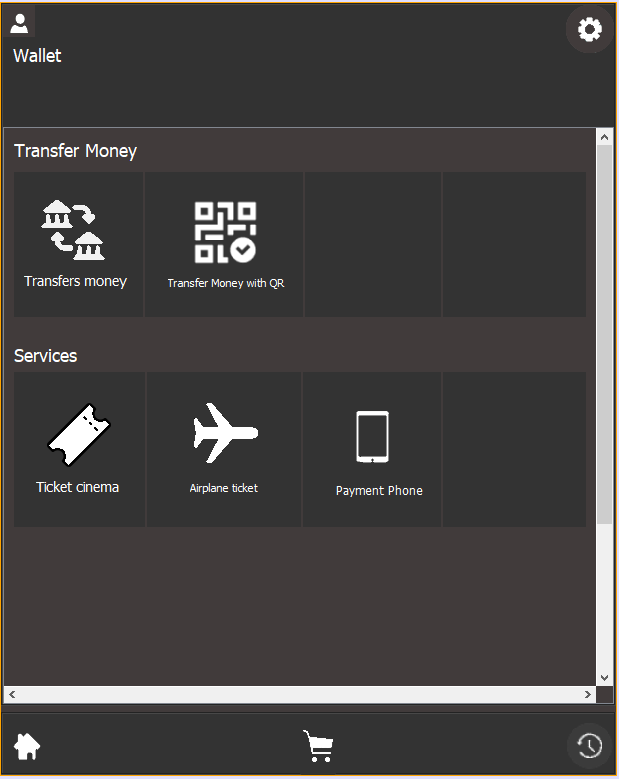 Wallet
Transfer Money
Transfers money
Transfer Money with QR
Services
Ticket cinema
Airplane ticket
Payment Phone